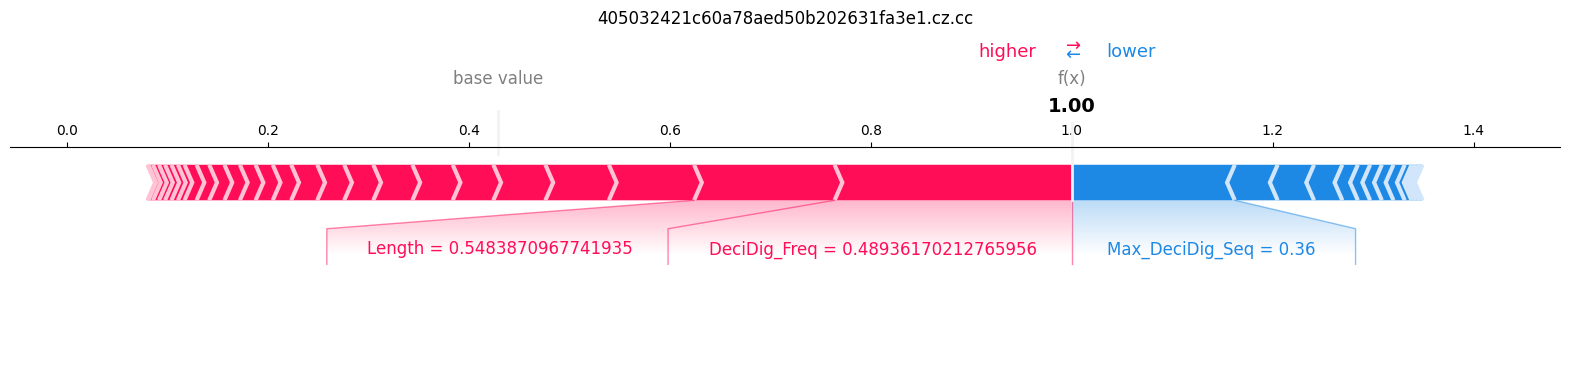 405032421c60a78aed50b202631fa3e1.cz.cc
higher ⇄ lower
base value f(x)
1.00
0.0 0.2 0.4 0.6 0.8 1.0 1.2 1.4
Length = 0.5483870967741935 DeciDig_Freq = 0.48936170212765956 Max_DeciDig_Seq = 0.36